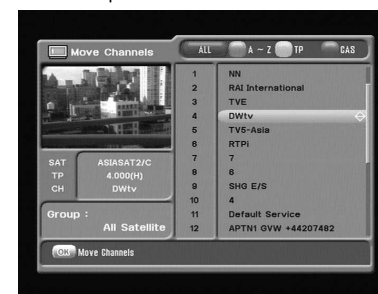 Move Channels
ALL A ~ Z TP CAS
1 NN
2 RAI International
3 TVE
4 DWtv
5 TV5-Asia
6 RTPi
7 7
8 6
9 SHG E/S
10 4
11 Default Service
12 APTN1 GVW +44207482
SAT ASIASAT2/C
TP 4.000(H)
CH DWtv
Group :
All Satellite
OK Move Channels